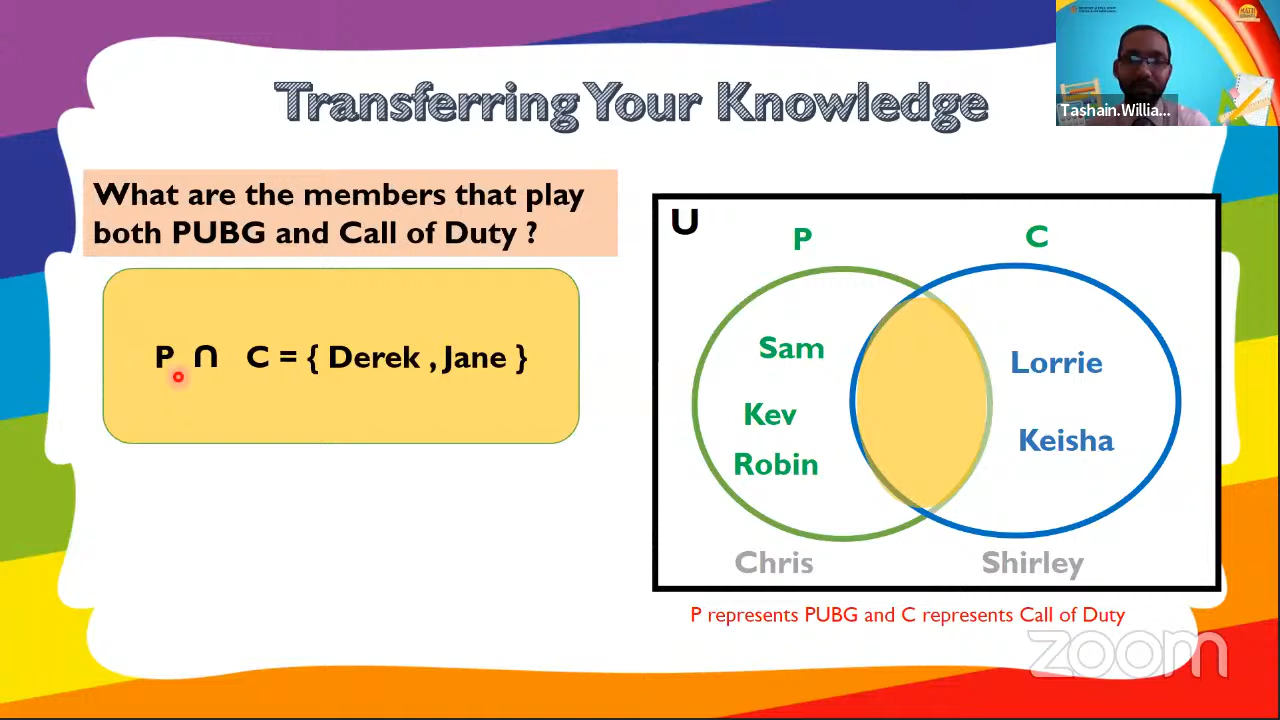 Transferring Your Knowledge
Tashain.Willia...
What are the members that play
both PUBG and Call of Duty ?
P ∩ C = { Derek , Jane }
U
P
C
Sam
Kev
Robin
Lorrie
Keisha
Chris
Shirley
P represents PUBG and C represents Call of Duty
zoom